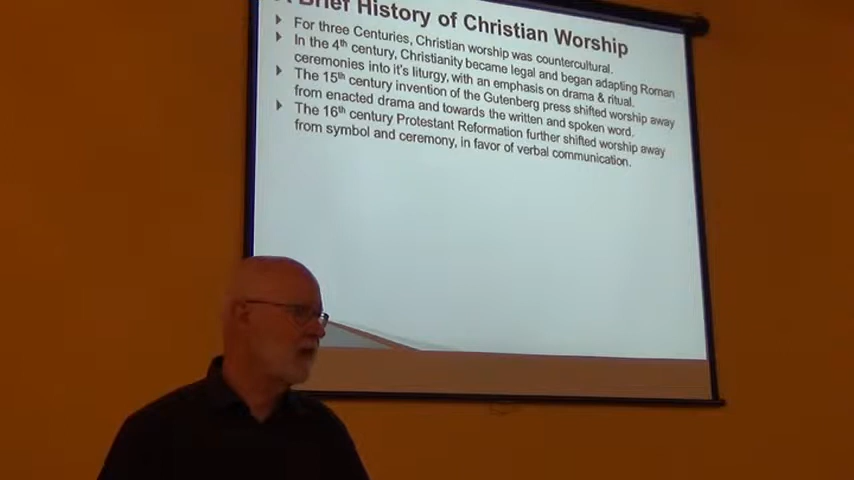 A Brief History of Christian Worship
For three Centuries, Christian worship was countercultural.
In the 4th century, Christianity became legal and began adapting Roman
ceremonies into it's liturgy, with an emphasis on drama & ritual.
The 15th century invention of the Gutenberg press shifted worship away
from enacted drama and towards the written and spoken word.
The 16th century Protestant Reformation further shifted worship away
from symbol and ceremony, in favor of verbal communication.